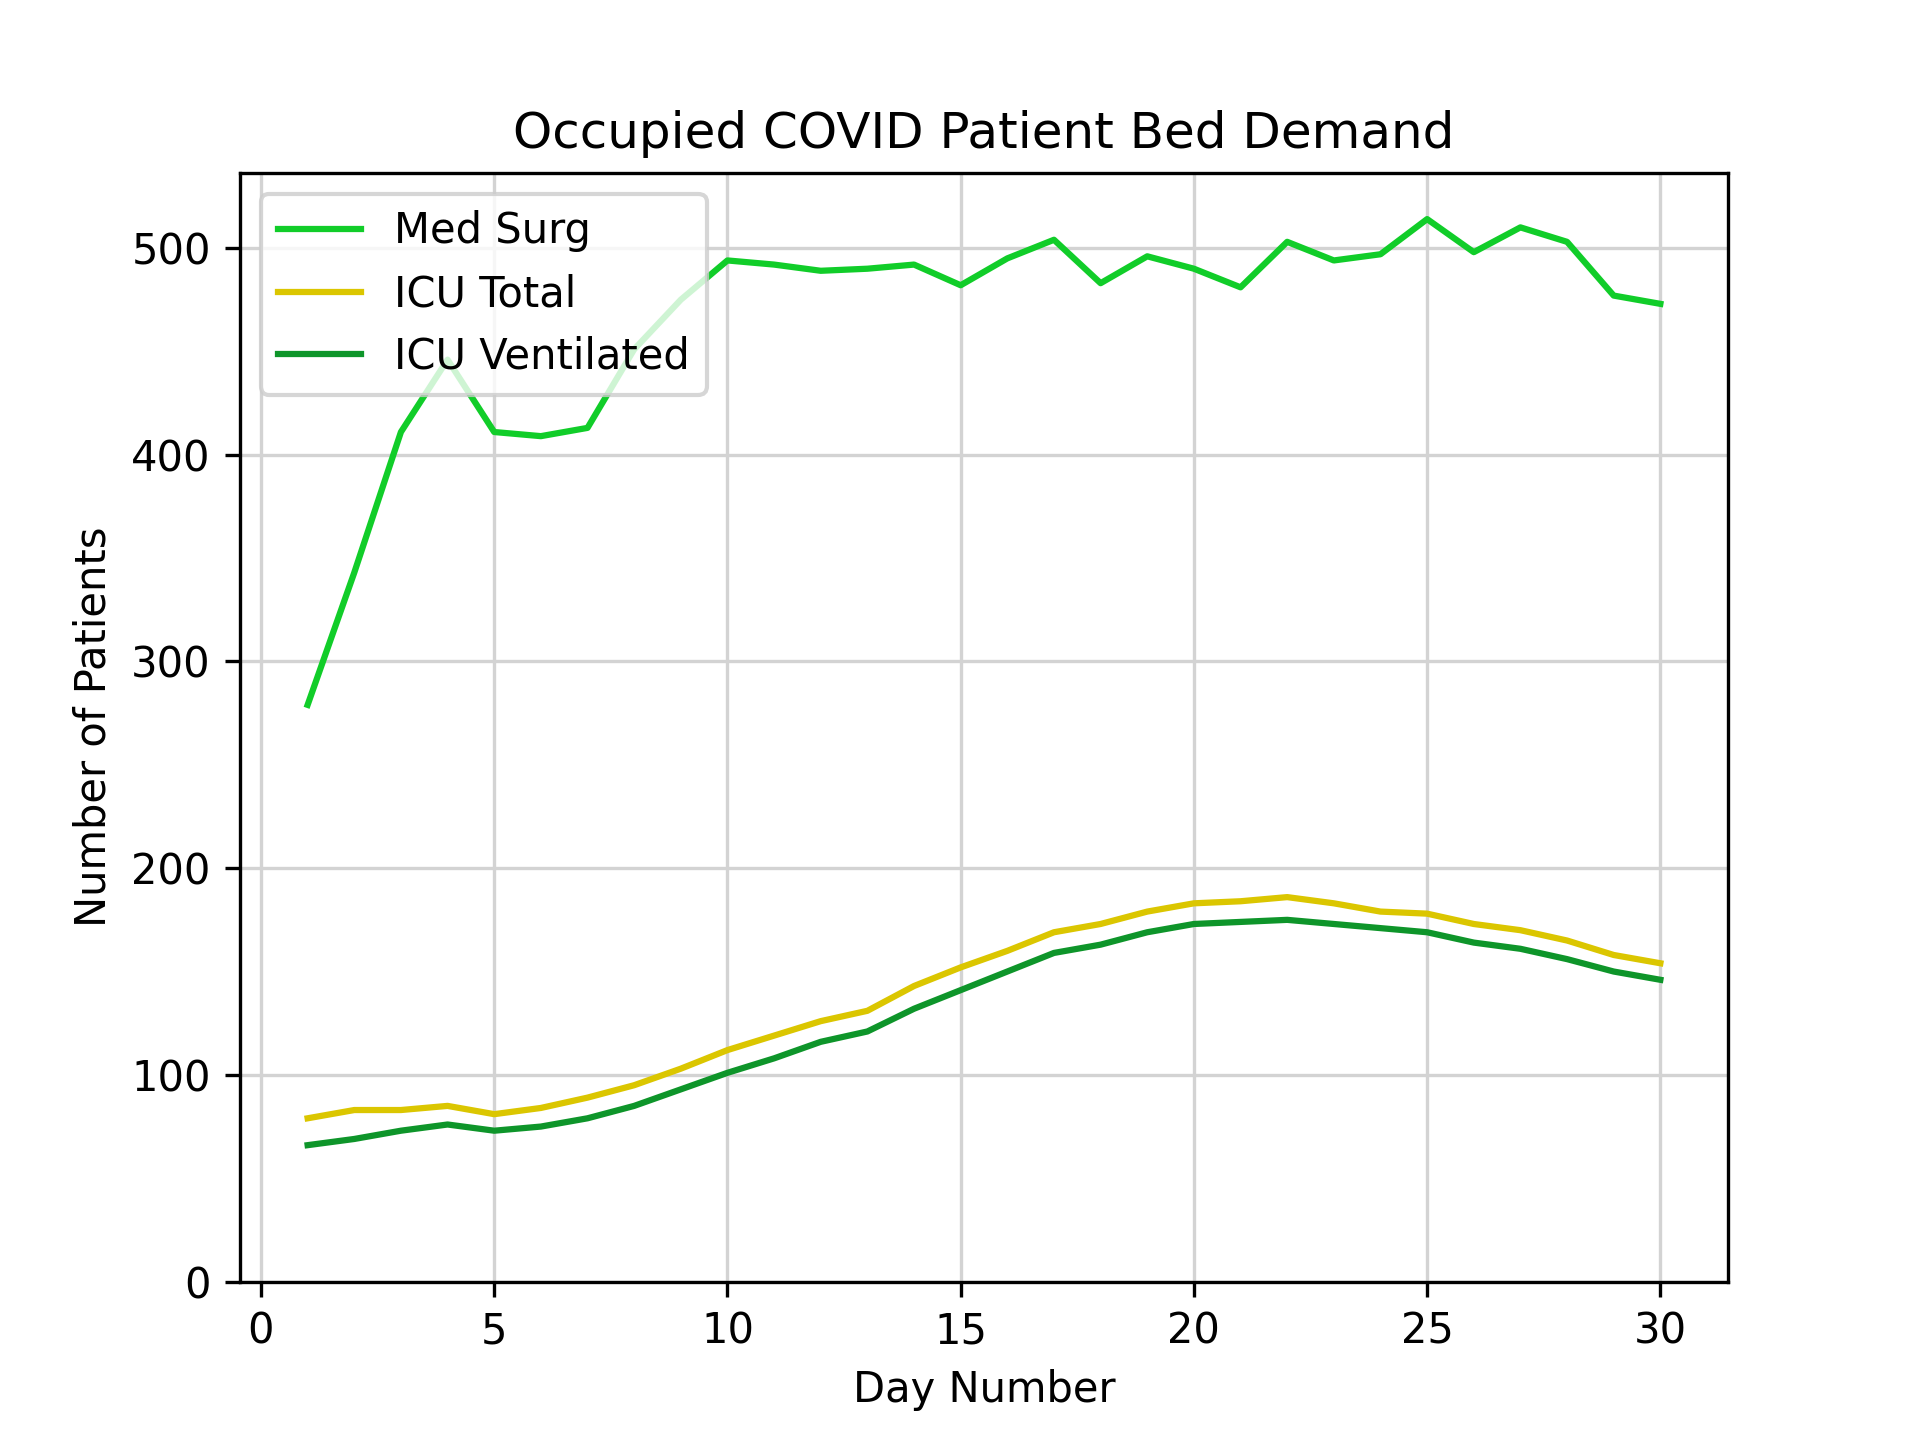 Occupied COVID Patient Bed Demand
Med Surg
ICU Total
ICU Ventilated
Number of Patients
500
400
300
200
100
0
0 5 10 15 20 25 30
Day Number